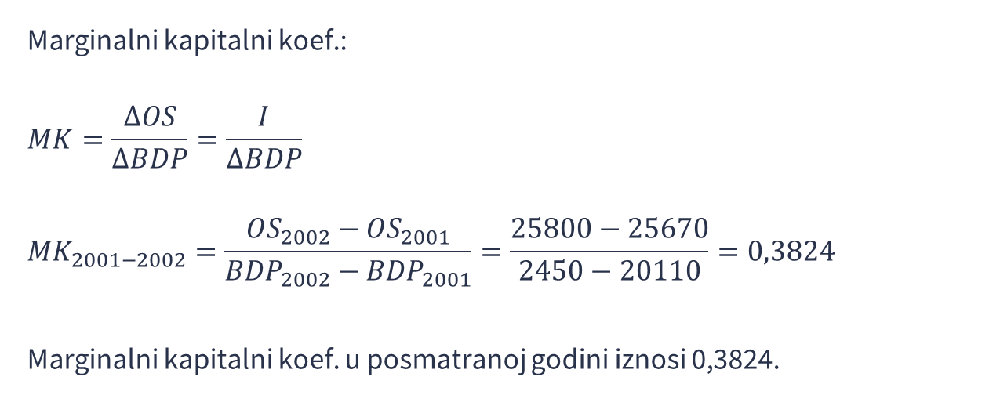 Marginalni kapitalni koef.:
MK = ΔOS/ΔBDP = I/ΔBDP
MK₂₀₀₁₋₂₀₀₂ = (OS₂₀₀₂ − OS₂₀₀₁)/(BDP₂₀₀₂ − BDP₂₀₀₁) = (25800 − 25670)/(2450 − 20110) = 0,3824
Marginalni kapitalni koef. u posmatranoj godini iznosi 0,3824.